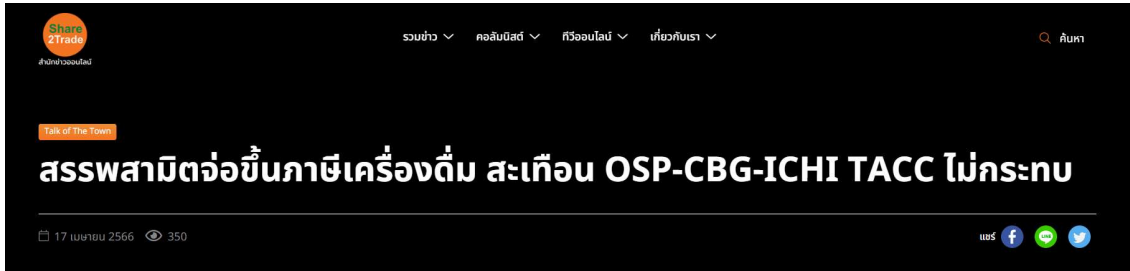 Share
2Trade
สำนักข่าวออนไลน์
รวมข่าว คอลัมนิสต์ ทีวีออนไลน์ เกี่ยวกับเรา ค้นหา
Talk of The Town
สรรพสามิตจ่อขึ้นภาษีเครื่องดื่ม สะเทือน OSP-CBG-ICHI TACC ไม่กระทบ
17 เมษายน 2566 350 แชร์ f LINE